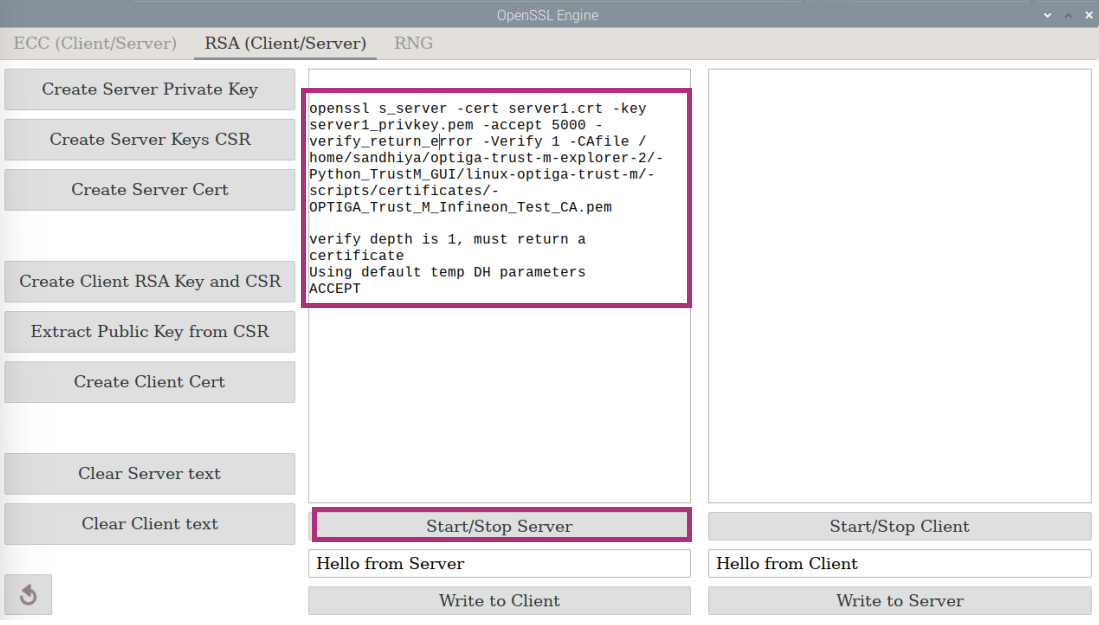 OpenSSL Engine
ECC (Client/Server)
RSA (Client/Server)
RNG
Create Server Private Key
Create Server Keys CSR
Create Server Cert
Create Client RSA Key and CSR
Extract Public Key from CSR
Create Client Cert
Clear Server text
Clear Client text
openssl s_server -cert server1.crt -key
server1_privkey.pem -accept 5000 -
verify_return_error -Verify 1 -CAfile /
home/sandhiya/optiga-trust-m-explorer-2/-
Python_TrustM_GUI/linux-optiga-trust-m/-
scripts/certificates/-
OPTIGA_Trust_M_Infineon_Test_CA.pem
verify depth is 1, must return a
certificate
Using default temp DH parameters
ACCEPT
Start/Stop Server
Hello from Server
Write to Client
Start/Stop Client
Hello from Client
Write to Server